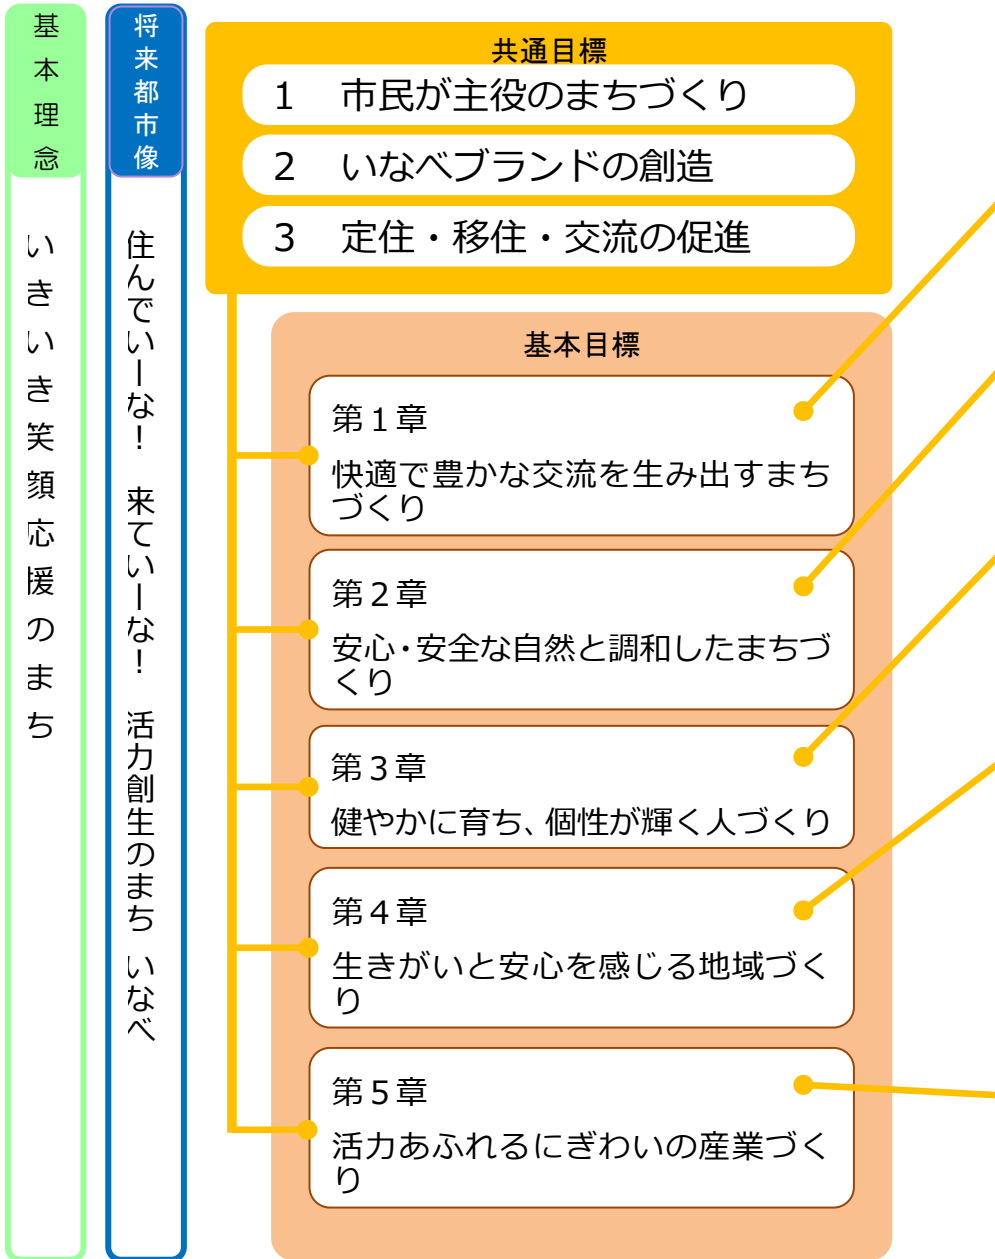 基本理念
いきいき笑顔応援のまち
将来都市像
住んでいーな！　来ていーな！　活力創生のまち いなべ
共通目標
1　市民が主役のまちづくり
2　いなべブランドの創造
3　定住・移住・交流の促進
基本目標
第１章
快適で豊かな交流を生み出すまち
づくり
第２章
安心・安全な自然と調和したまちづ
くり
第３章
健やかに育ち、個性が輝く人づくり
第４章
生きがいと安心を感じる地域づく
り
第５章
活力あふれるにぎわいの産業づく
り